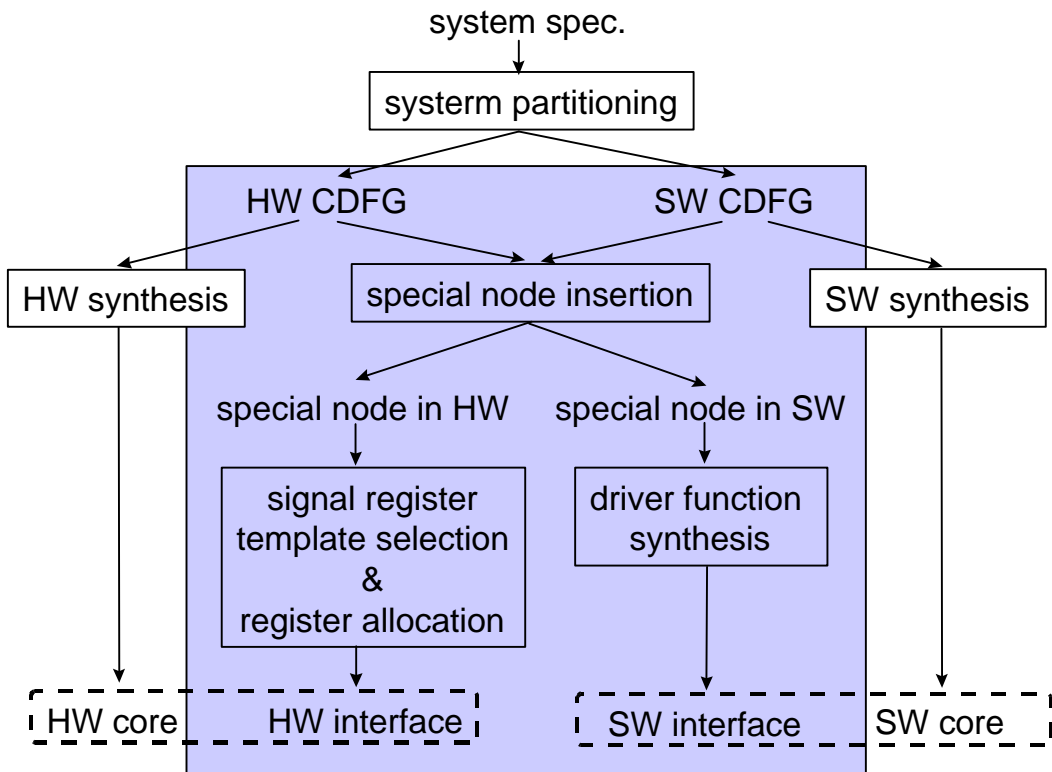 system spec.
systerm partitioning
HW CDFG
SW CDFG
HW synthesis
special node insertion
SW synthesis
special node in HW
special node in SW
signal register
template selection
&
register allocation
driver function
synthesis
HW core
HW interface
SW interface
SW core